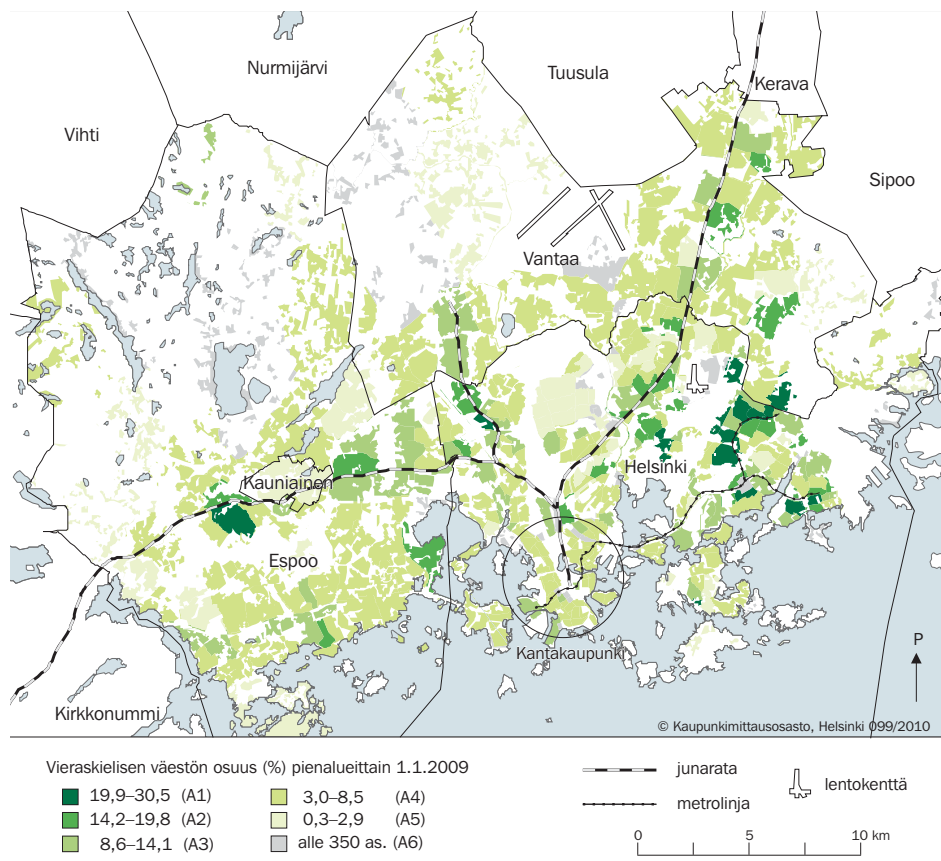 Nurmijärvi
Tuusula
Kerava
Vihti
Sipoo
Vantaa
Helsinki
Kauniainen
Espoo
Kantakaupunki
P
Kirkkonummi
© Kaupunkimittausosasto, Helsinki 099/2010
Vieraskielisen väestön osuus (%) pienalueittain 1.1.2009
19,9–30,5 (A1)
14,2–19,8 (A2)
8,6–14,1 (A3)
3,0–8,5 (A4)
0,3–2,9 (A5)
alle 350 as. (A6)
junarata
metrolinja
lentokenttä
0 5 10 km